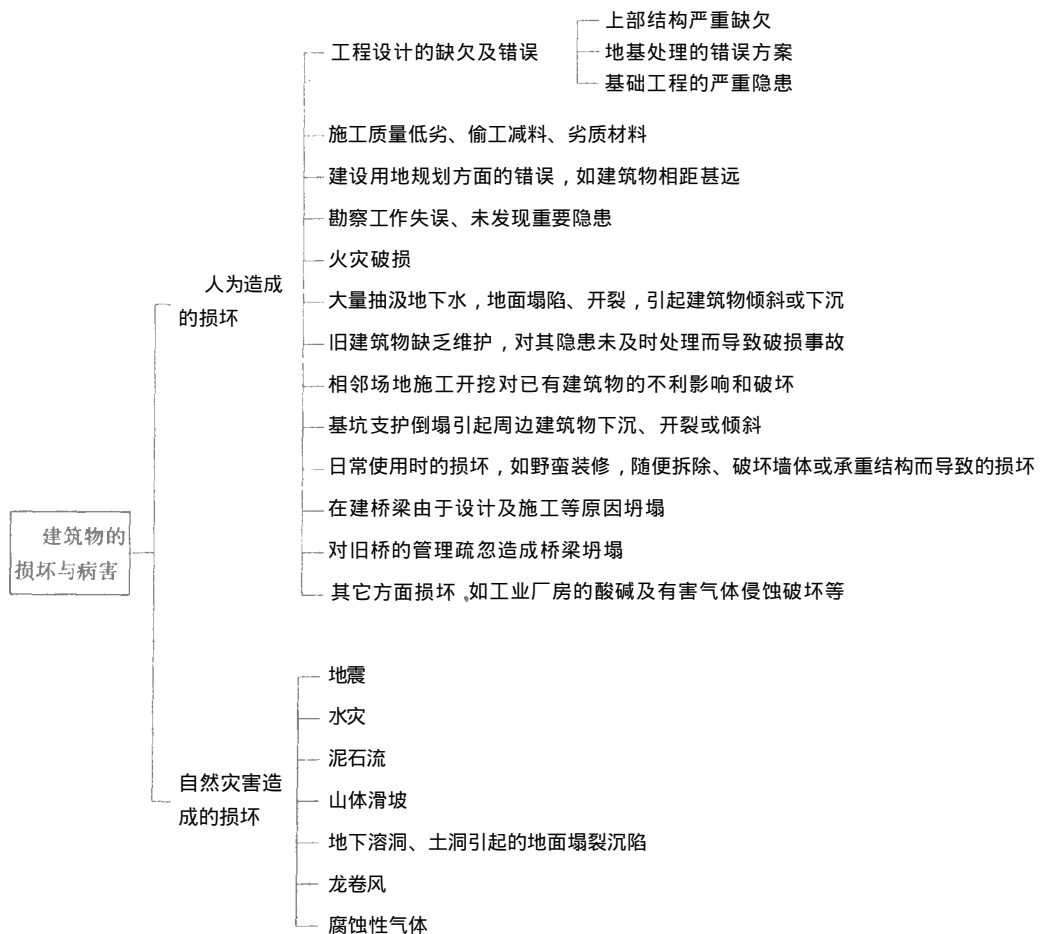 建筑物的
损坏与病害
人为造成
的损坏
工程设计的缺欠及错误
上部结构严重缺欠
地基处理的错误方案
基础工程的严重隐患
施工质量低劣、偷工减料、劣质材料
建设用地规划方面的错误，如建筑物相距甚远
勘察工作失误、未发现重要隐患
火灾破损
大量抽汲地下水，地面塌陷、开裂，引起建筑物倾斜或下沉
旧建筑物缺乏维护，对其隐患未及时处理而导致破损事故
相邻场地施工开挖对已有建筑物的不利影响和破坏
基坑支护倒塌引起周边建筑物下沉、开裂或倾斜
日常使用时的损坏，如野蛮装修，随便拆除、破坏墙体或承重结构而导致的损坏
在建桥梁由于设计及施工等原因坍塌
对旧桥的管理疏忽造成桥梁坍塌
其它方面损坏，如工业厂房的酸碱及有害气体侵蚀破坏等
自然灾害造
成的损坏
地震
水灾
泥石流
山体滑坡
地下溶洞、土洞引起的地面塌裂沉陷
龙卷风
腐蚀性气体